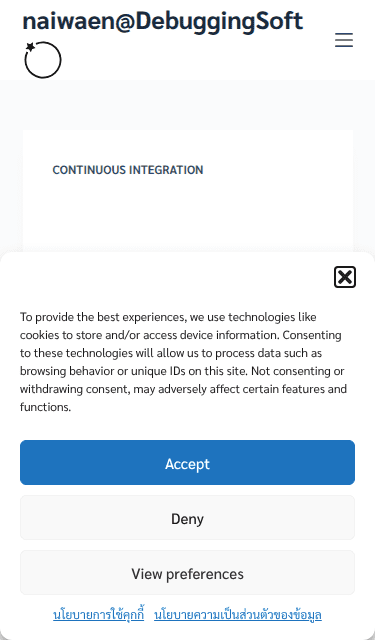 naiwaen@DebuggingSoft
CONTINUOUS INTEGRATION
To provide the best experiences, we use technologies like
cookies to store and/or access device information. Consenting
to these technologies will allow us to process data such as
browsing behavior or unique IDs on this site. Not consenting or
withdrawing consent, may adversely affect certain features and
functions.
Accept
Deny
View preferences
นโยบายการใช้คุกกี้ นโยบายความเป็นส่วนตัวของข้อมูล